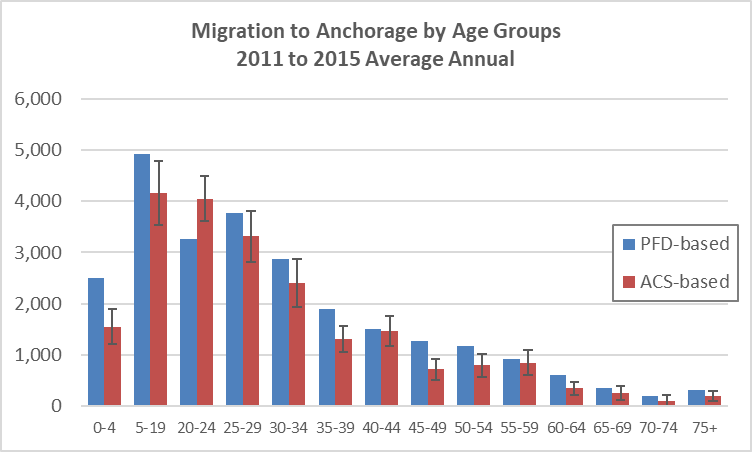 Migration to Anchorage by Age Groups
2011 to 2015 Average Annual
6,000
5,000
4,000
3,000
2,000
1,000
0
PFD-based
ACS-based
0-4 5-19 20-24 25-29 30-34 35-39 40-44 45-49 50-54 55-59 60-64 65-69 70-74 75+